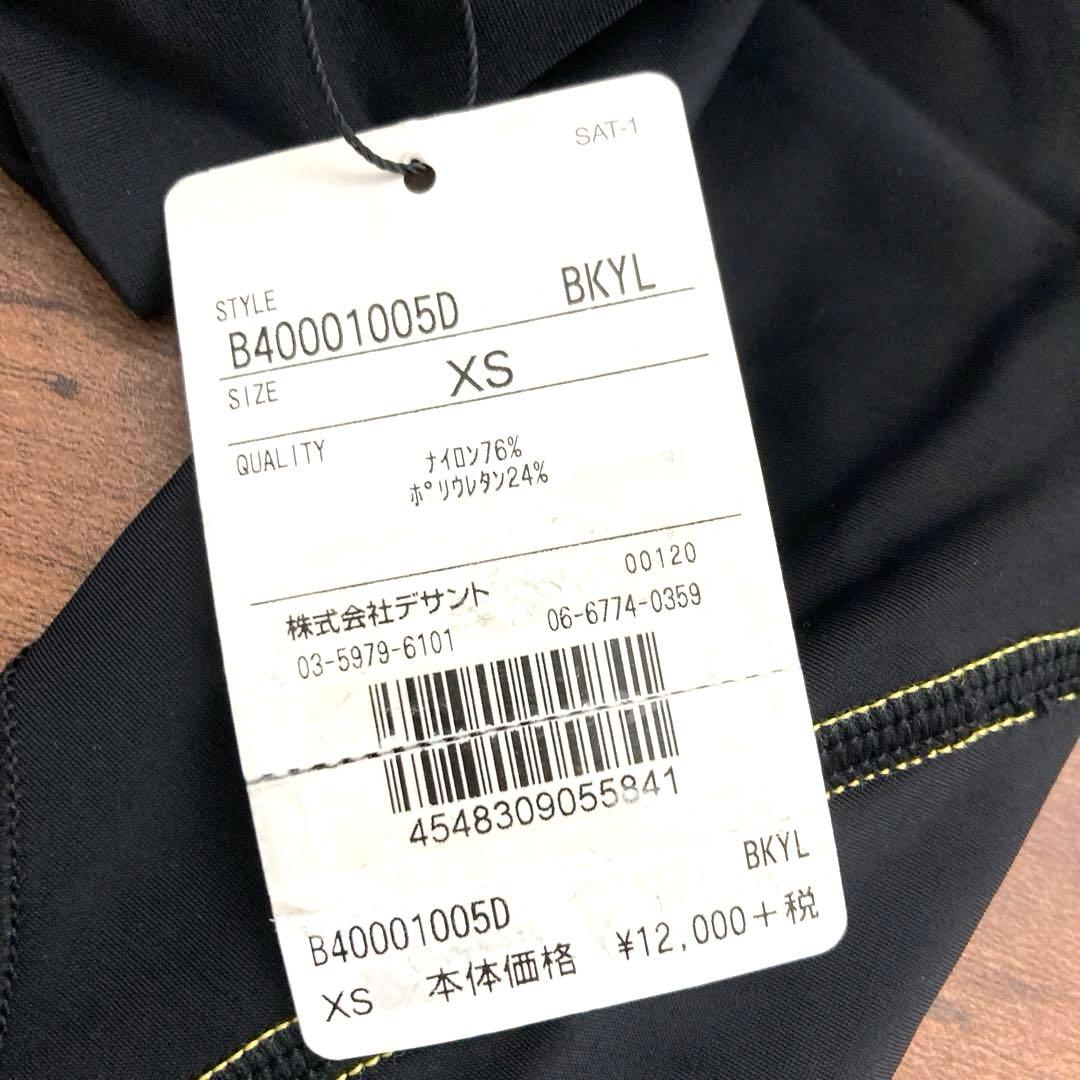 SAT-1
STYLE
B40001005D BKYL
SIZE XS
QUALITY
ﾅｲﾛﾝ76%
ﾎﾟﾘｳﾚﾀﾝ24%
00120
株式会社デサント
03-5979-6101 06-6774-0359
4548309055841
BKYL
B40001005D
XS 本体価格 ¥12,000+税